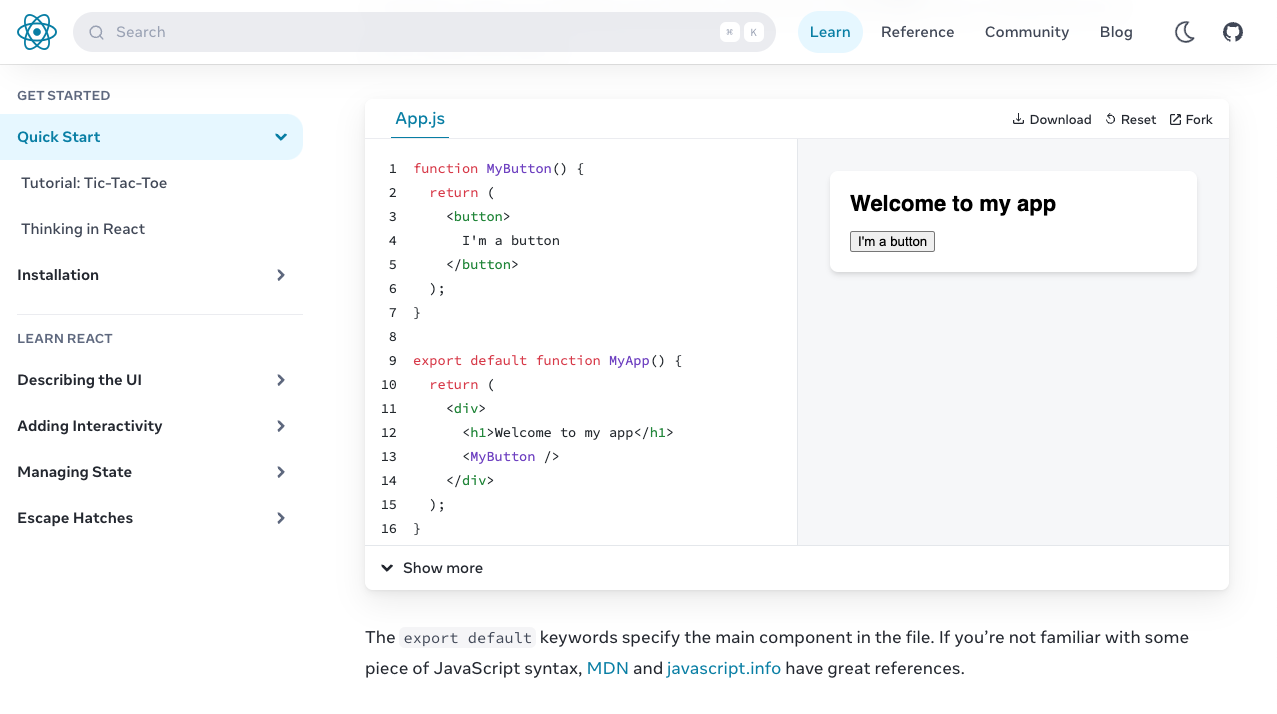 Search ⌘ K Learn Reference Community Blog
GET STARTED
Quick Start
Tutorial: Tic-Tac-Toe
Thinking in React
Installation
LEARN REACT
Describing the UI
Adding Interactivity
Managing State
Escape Hatches
App.js Download Reset Fork
1 function MyButton() {
2   return (
3     <button>
4       I'm a button
5     </button>
6   );
7 }
8
9 export default function MyApp() {
10   return (
11     <div>
12       <h1>Welcome to my app</h1>
13       <MyButton />
14     </div>
15   );
16 }
Welcome to my app
I'm a button
Show more
The export default keywords specify the main component in the file. If you’re not familiar with some
piece of JavaScript syntax, MDN and javascript.info have great references.